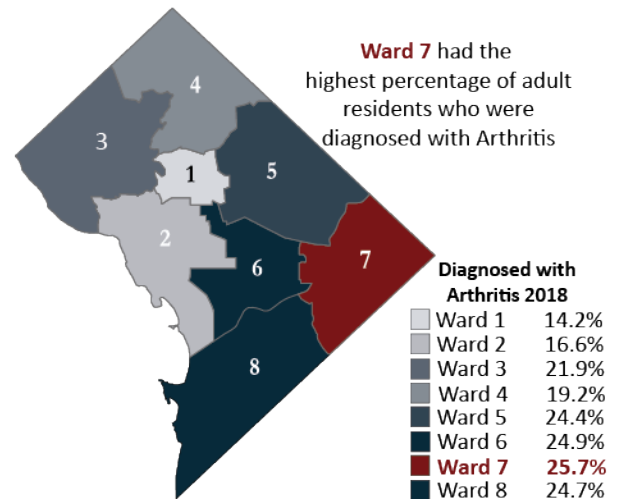 Ward 7 had the
highest percentage of adult
residents who were
diagnosed with Arthritis
4
3
1
5
2
6
7
8
Diagnosed with
Arthritis 2018
Ward 1 14.2%
Ward 2 16.6%
Ward 3 21.9%
Ward 4 19.2%
Ward 5 24.4%
Ward 6 24.9%
Ward 7 25.7%
Ward 8 24.7%